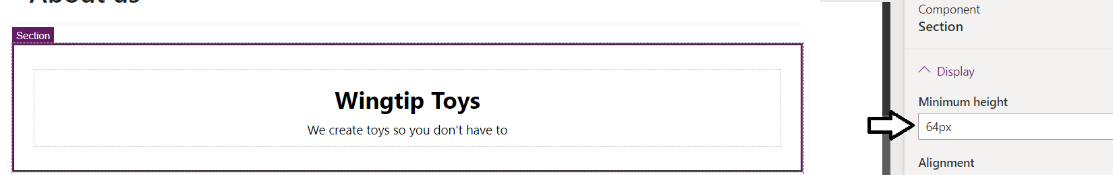 About us
Section
Wingtip Toys
We create toys so you don't have to
Component
Section
Display
Minimum height
64px
Alignment